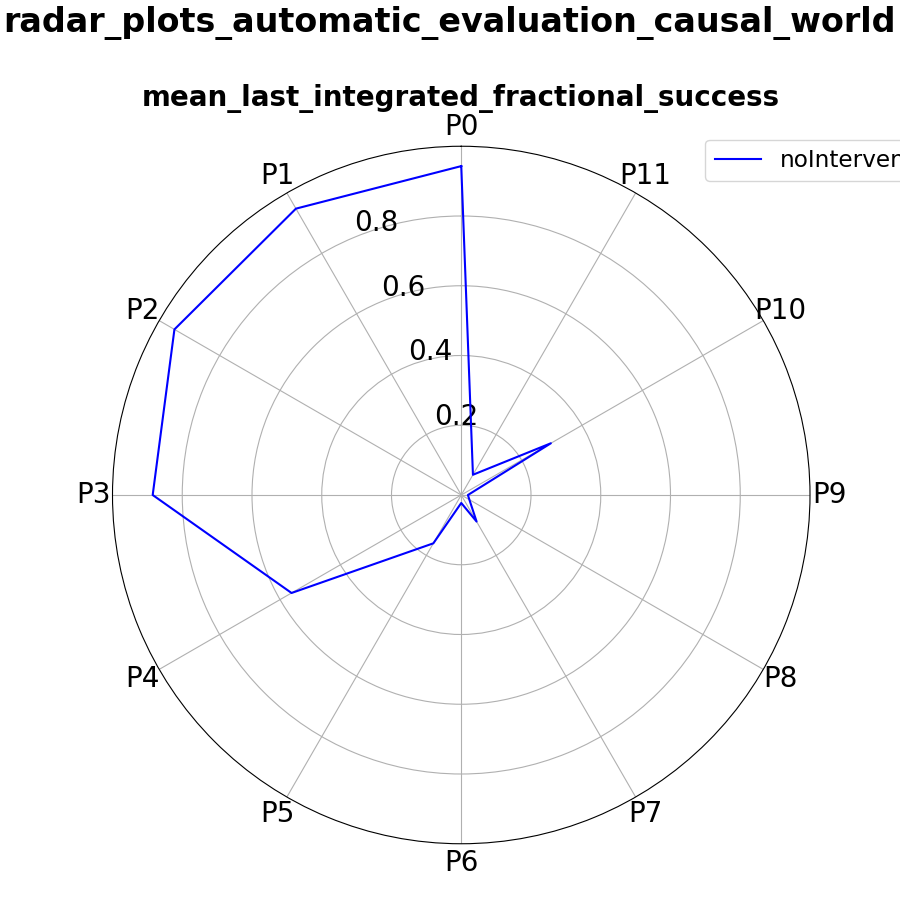 radar_plots_automatic_evaluation_causal_world
mean_last_integrated_fractional_success
P0
P1
P11
noInterven
0.8
0.6
P2
P10
0.4
0.2
P3
P9
P4
P8
P5
P7
P6